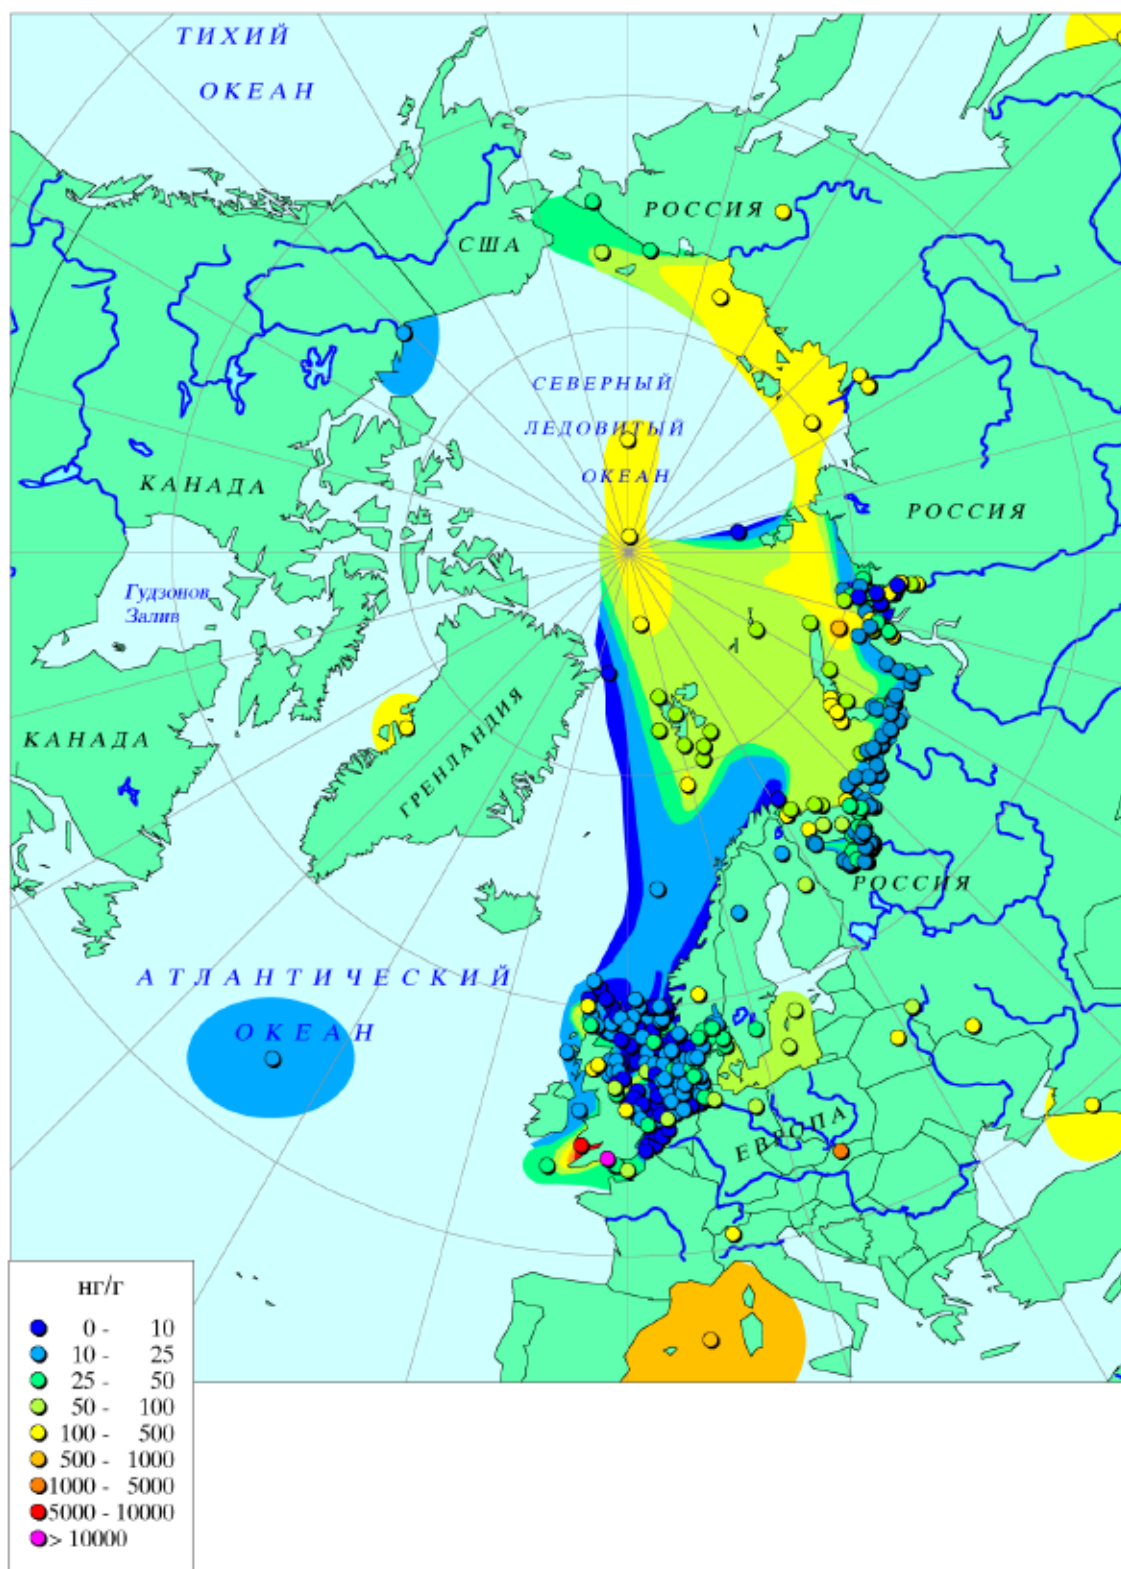 ТИХИЙ
ОКЕАН
РОССИЯ
США
СЕВЕРНЫЙ
ЛЕДОВИТЫЙ
ОКЕАН
КАНАДА
РОССИЯ
Гудзонов
Залив
КАНАДА
ГРЕНЛАНДИЯ
РОССИЯ
АТЛАНТИЧЕСКИЙ
ОКЕАН
ЕВРОПА
нг/г
0 - 10
10 - 25
25 - 50
50 - 100
100 - 500
500 - 1000
1000 - 5000
5000 - 10000
> 10000